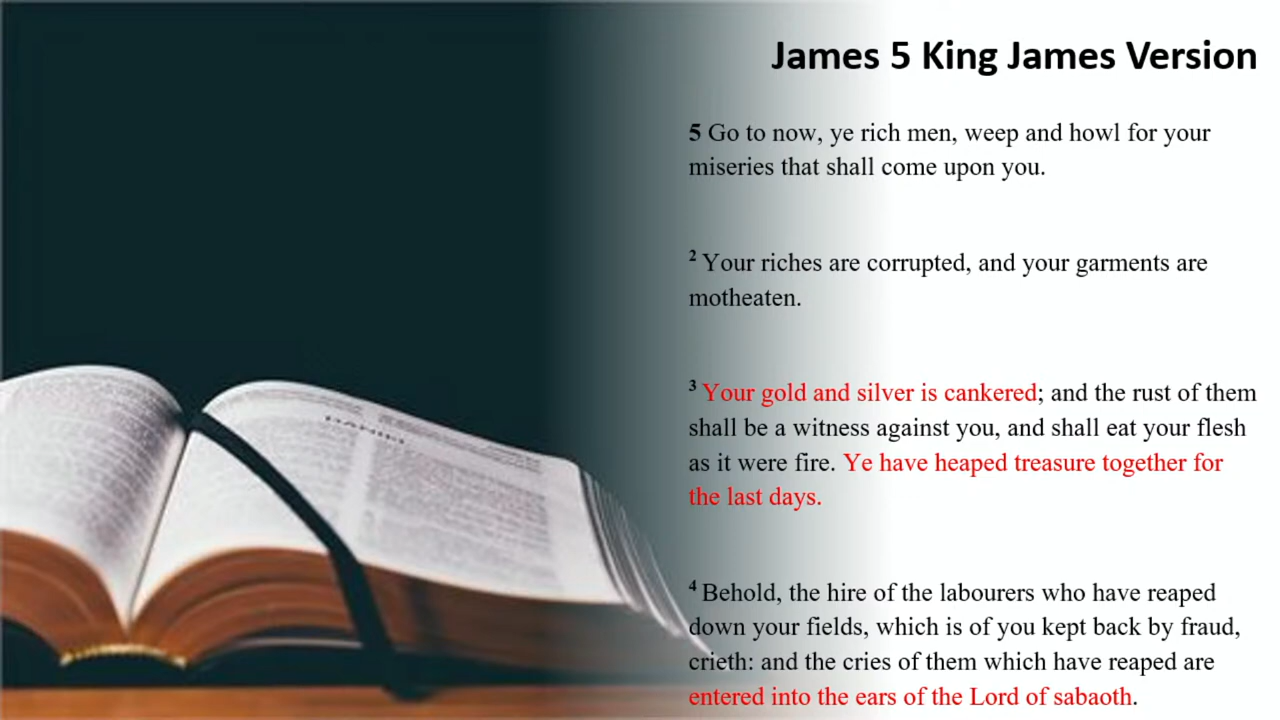 James 5 King James Version
5 Go to now, ye rich men, weep and howl for your
miseries that shall come upon you.
2 Your riches are corrupted, and your garments are
motheaten.
3 Your gold and silver is cankered; and the rust of them
shall be a witness against you, and shall eat your flesh
as it were fire. Ye have heaped treasure together for
the last days.
4 Behold, the hire of the labourers who have reaped
down your fields, which is of you kept back by fraud,
crieth: and the cries of them which have reaped are
entered into the ears of the Lord of sabaoth.
DANIEL